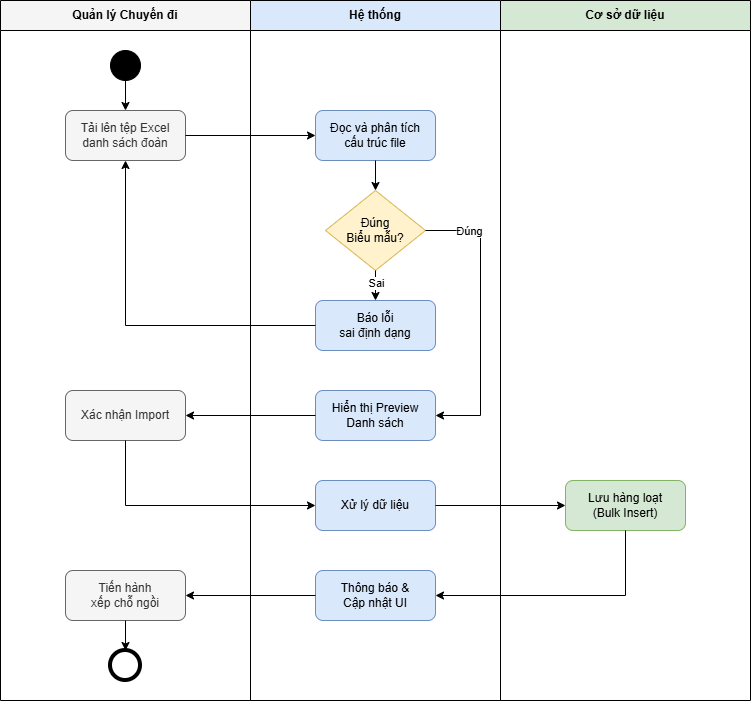 Quản lý Chuyến đi
Hệ thống
Cơ sở dữ liệu
Tải lên tệp Excel
danh sách đoàn
Đọc và phân tích
cấu trúc file
Đúng
Biểu mẫu?
Đúng
Sai
Báo lỗi
sai định dạng
Hiển thị Preview
Danh sách
Xác nhận Import
Xử lý dữ liệu
Lưu hàng loạt
(Bulk Insert)
Thông báo &
Cập nhật UI
Tiến hành
xếp chỗ ngồi